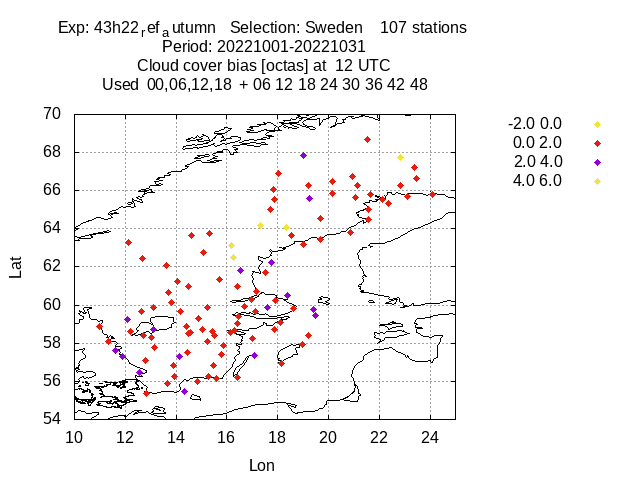 Exp: 43h22refautumn Selection: Sweden 107 stations
Period: 20221001-20221031
Cloud cover bias [octas] at 12 UTC
Used 00,06,12,18 + 06 12 18 24 30 36 42 48
-2.0 0.0
0.0 2.0
2.0 4.0
4.0 6.0
70
68
66
64
62
60
58
56
54
Lat
10 12 14 16 18 20 22 24
Lon